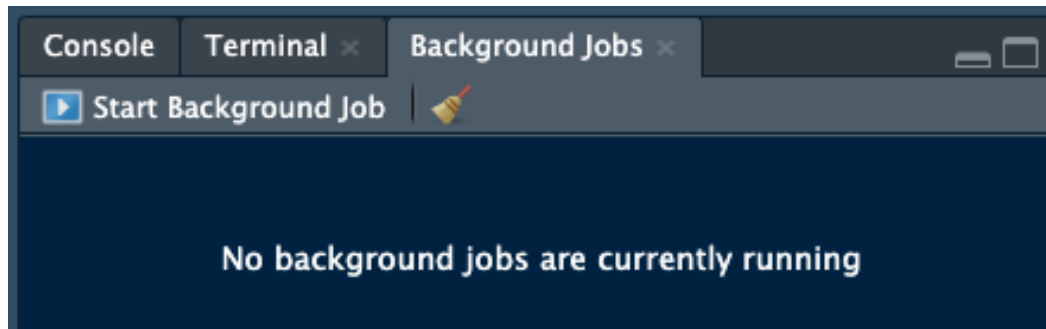 Console Terminal Background Jobs
Start Background Job
No background jobs are currently running